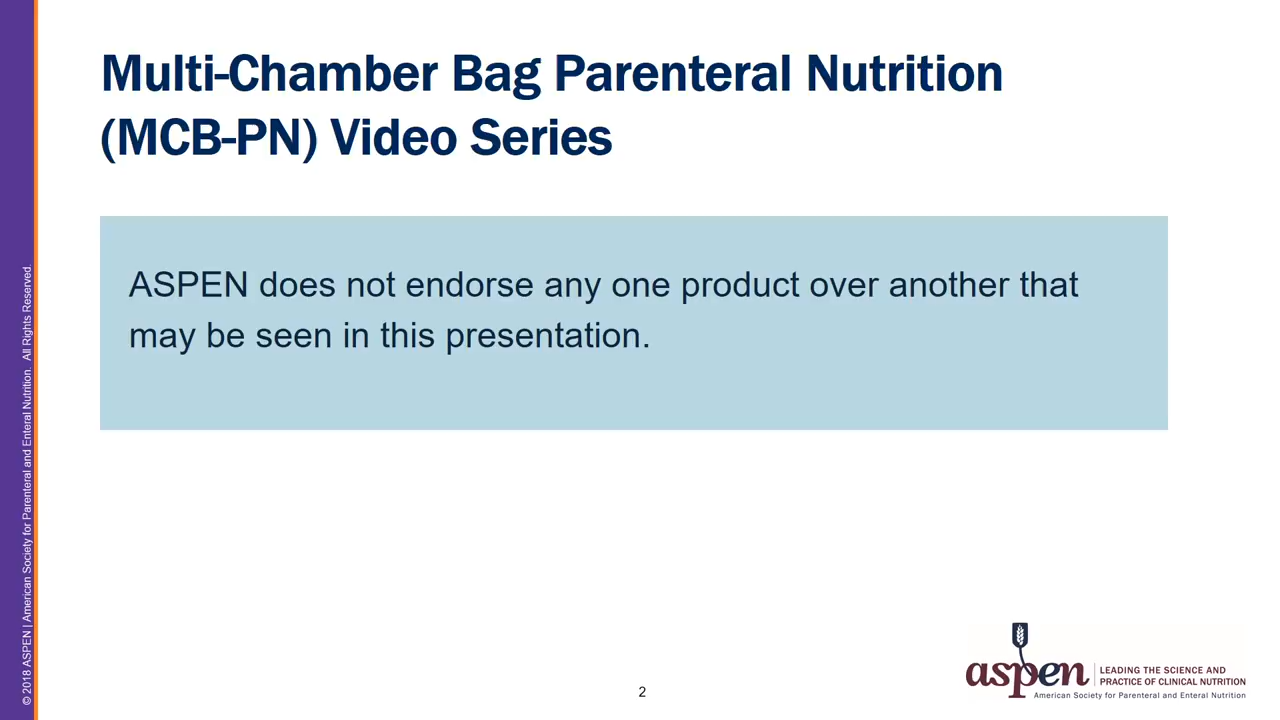 Multi-Chamber Bag Parenteral Nutrition
(MCB-PN) Video Series
ASPEN does not endorse any one product over another that
may be seen in this presentation.
© 2018 ASPEN | American Society for Parenteral and Enteral Nutrition. All Rights Reserved.
2
aspen
LEADING THE SCIENCE AND
PRACTICE OF CLINICAL NUTRITION
American Society for Parenteral and Enteral Nutrition